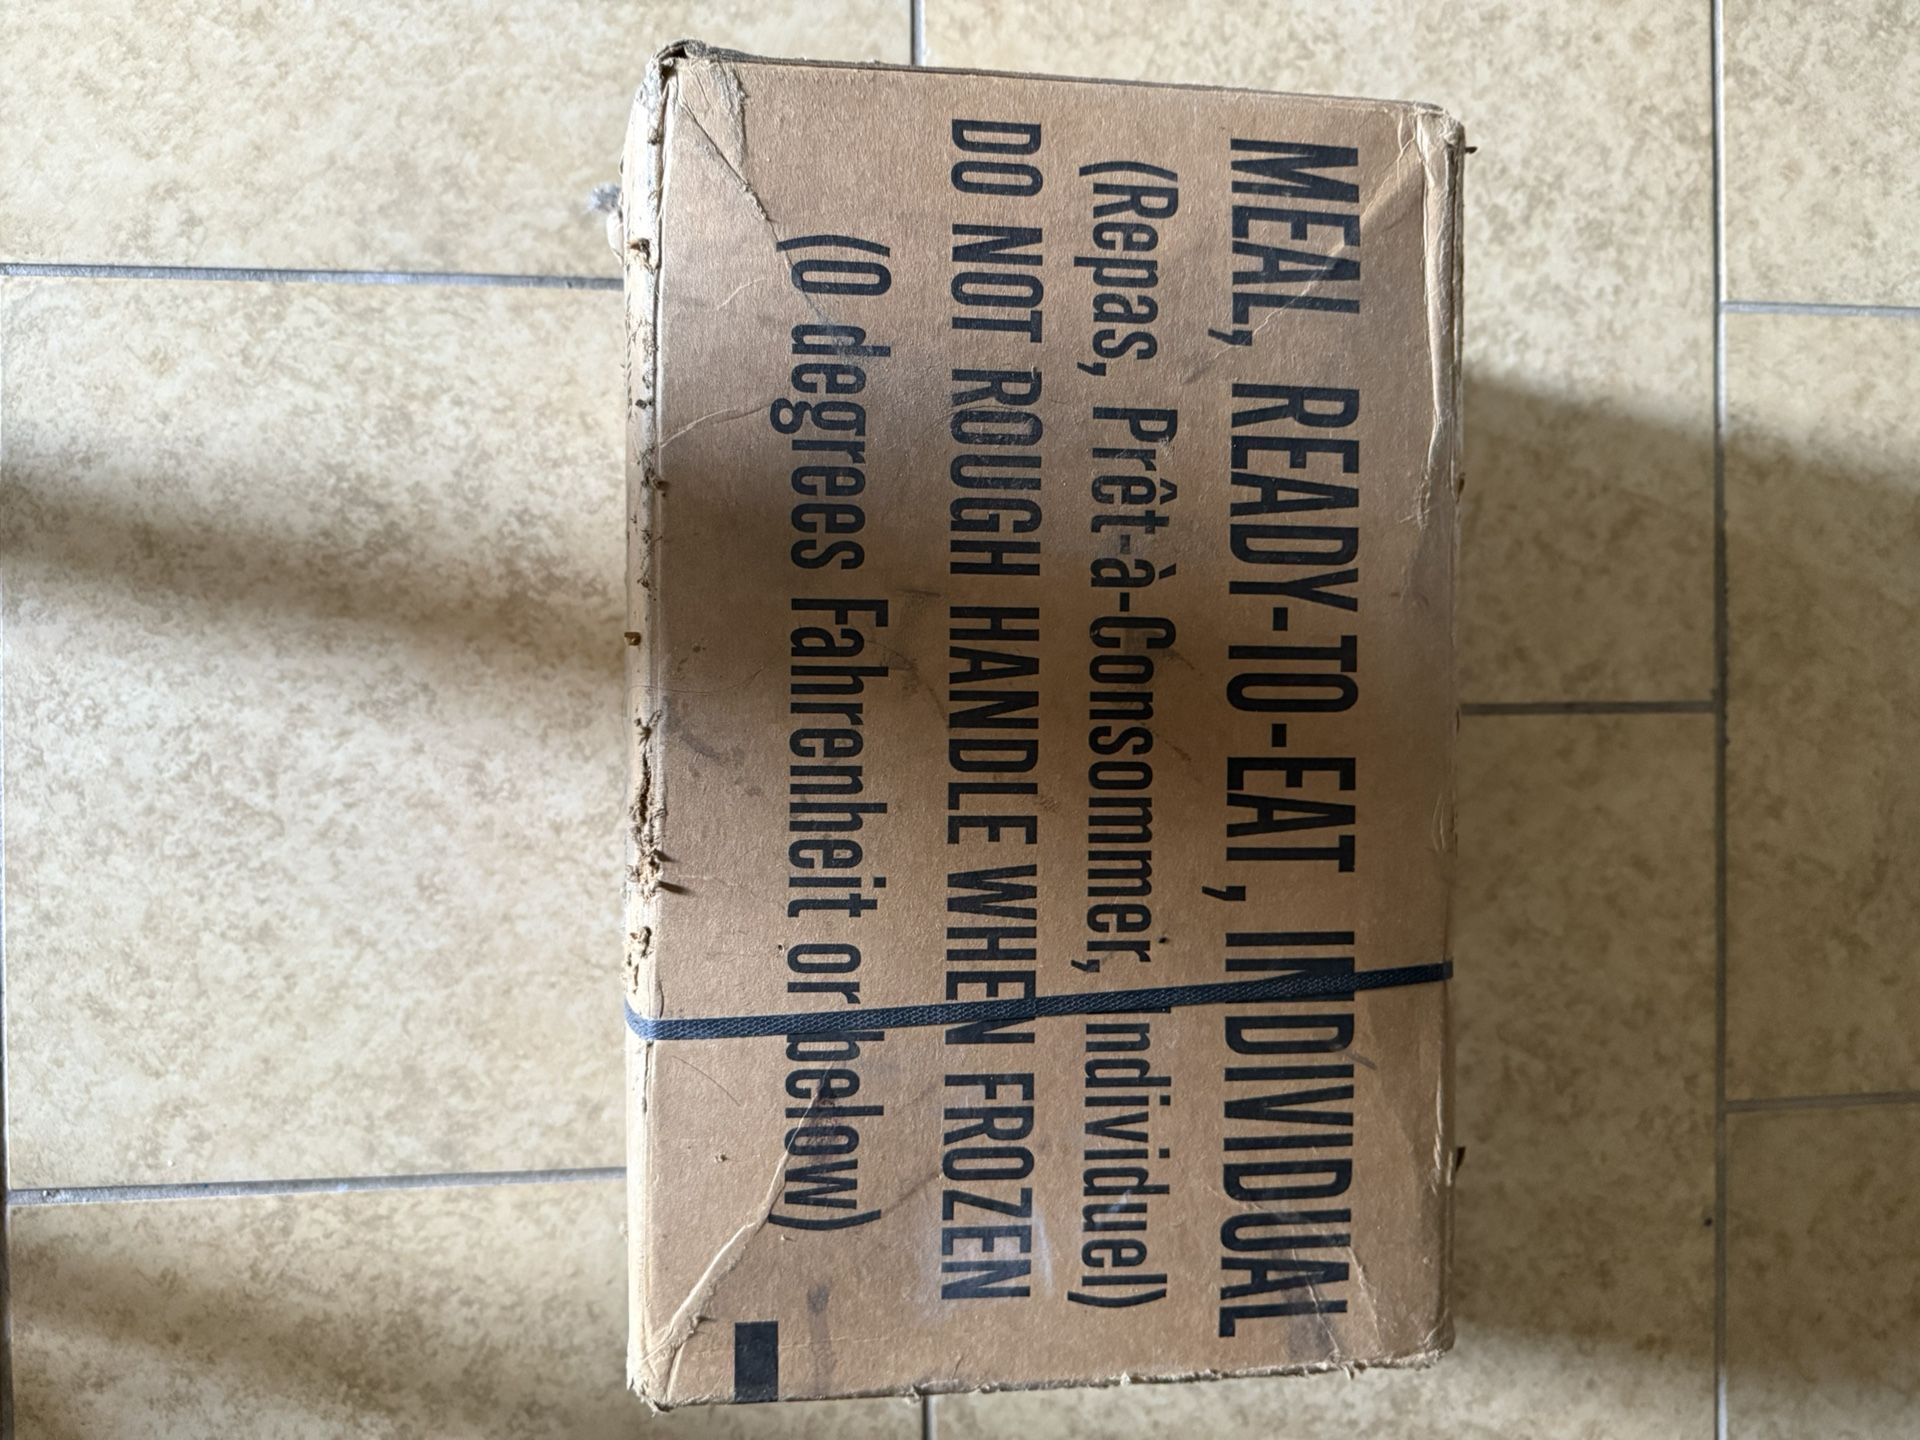 MEAL, READY-TO-EAT, INDIVIDUAL
(Repas, Prêt-à-Consommer, Individuel)
DO NOT ROUGH HANDLE WHEN FROZEN
(0 degrees Fahrenheit or below)